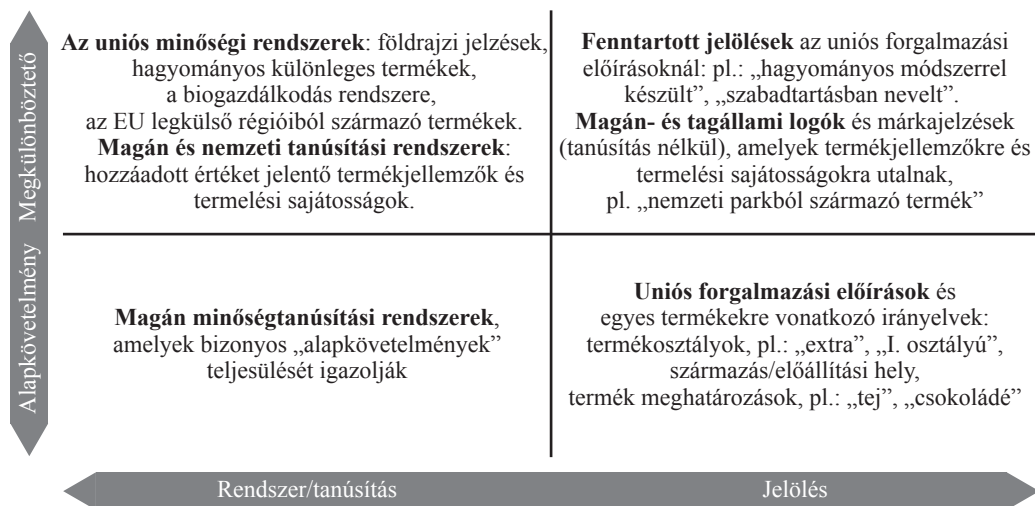 Megkülönböztető
Az uniós minőségi rendszerek: földrajzi jelzések,
hagyományos különleges termékek,
a biogazdálkodás rendszere,
az EU legkülső régióiból származó termékek.
Magán és nemzeti tanúsítási rendszerek:
hozzáadott értéket jelentő termékjellemzők és
termelési sajátosságok.
Fenntartott jelölések az uniós forgalmazási
előírásoknál: pl.: „hagyományos módszerrel
készült”, „szabadtartásban nevelt”.
Magán- és tagállami logók és márkajelzések
(tanúsítás nélkül), amelyek termékjellemzőkre és
termelési sajátosságokra utalnak,
pl. „nemzeti parkból származó termék”
Alapkövetelmény
Magán minőségtanúsítási rendszerek,
amelyek bizonyos „alapkövetelmények”
teljesülését igazolják
Uniós forgalmazási előírások és
egyes termékekre vonatkozó irányelvek:
termékosztályok, pl.: „extra”, „I. osztályú”,
származás/előállítási hely,
termék meghatározások, pl.: „tej”, „csokoládé”
Rendszer/tanúsítás
Jelölés